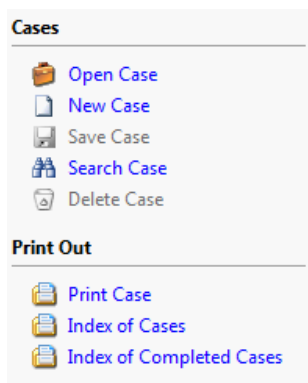 Cases
Open Case
New Case
Save Case
Search Case
Delete Case
Print Out
Print Case
Index of Cases
Index of Completed Cases